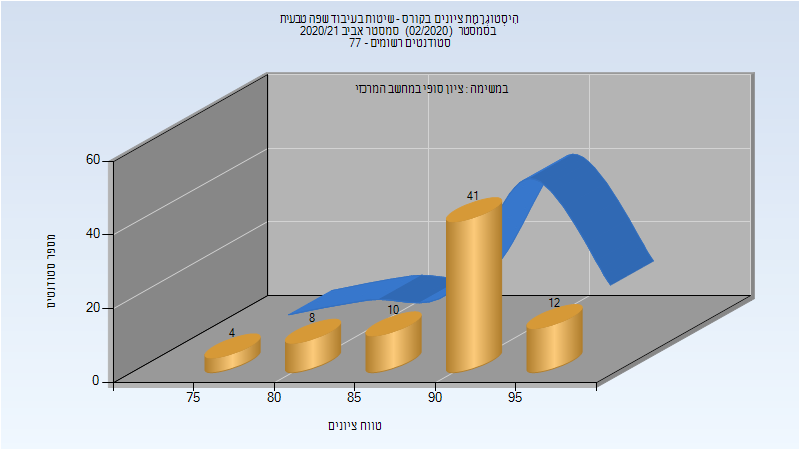 הִיסְטוֹגְרָמַת ציונים בקורס - שיטות בעיבוד שפה טבעית
בסמסטר (02/2020) סמסטר אביב 2020/21
סטודנטים רשומים - 77
במשימה : ציון סופי במחשב המרכזי
60
40
20
0
מספר סטודנטים
4
8
10
41
12
75
80
85
90
95
טווח ציונים